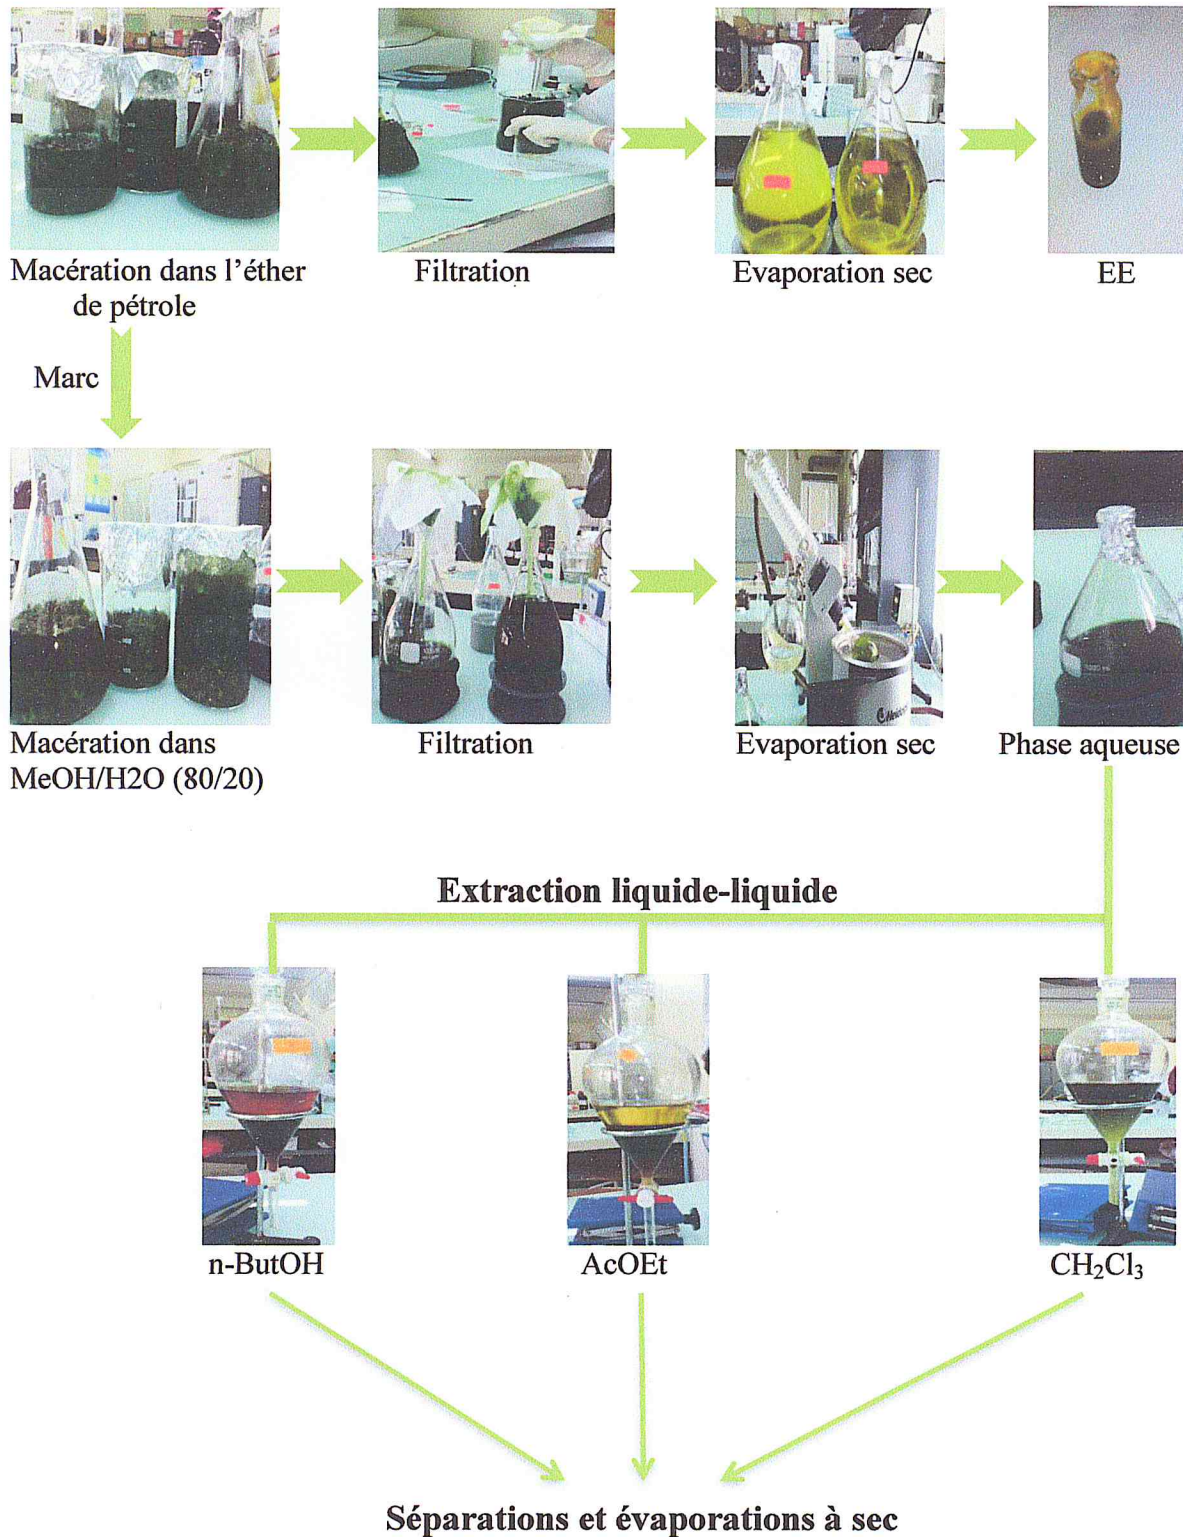 Macération dans l'éther
de pétrole
Filtration
Evaporation sec
EE
Marc
Macération dans
MeOH/H2O (80/20)
Filtration
Evaporation sec
Phase aqueuse
Extraction liquide-liquide
n-ButOH
AcOEt
CH₂Cl₃
Séparations et évaporations à sec